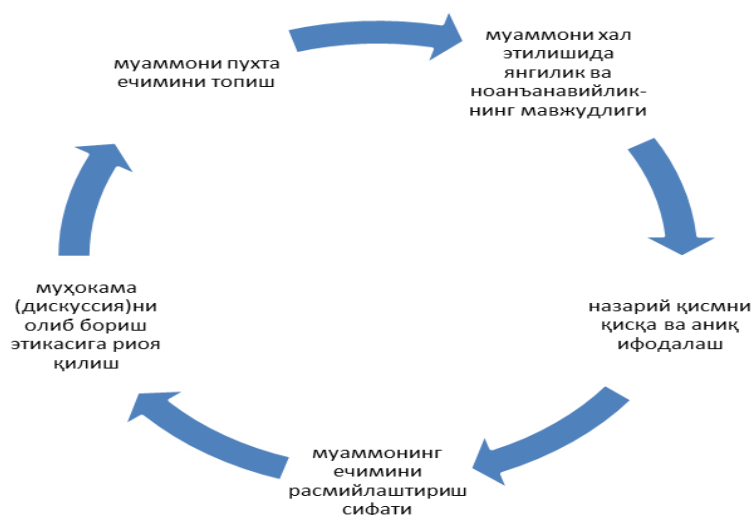 муаммони пухта
ечимини топиш
муаммони хал
этилишида
янгилик ва
ноанъанавийлик-
нинг мавжудлиги
назарий қисмни
қисқа ва аниқ
ифодалаш
муаммонинг
ечимини
расмийлаштириш
сифати
муҳокама
(дискуссия)ни
олиб бориш
этикасига риоя
қилиш